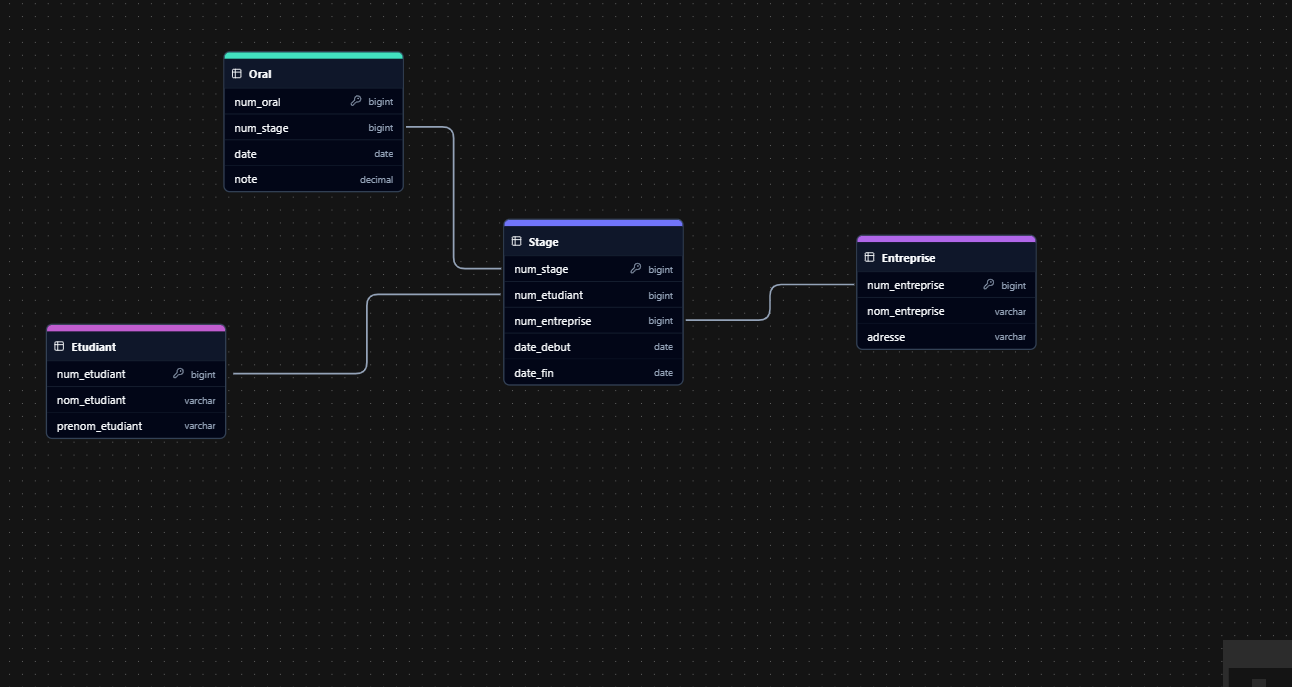 Oral
num_oral bigint
num_stage bigint
date date
note decimal
Stage
num_stage bigint
num_etudiant bigint
num_entreprise bigint
date_debut date
date_fin date
Entreprise
num_entreprise bigint
nom_entreprise varchar
adresse varchar
Etudiant
num_etudiant bigint
nom_etudiant varchar
prenom_etudiant varchar